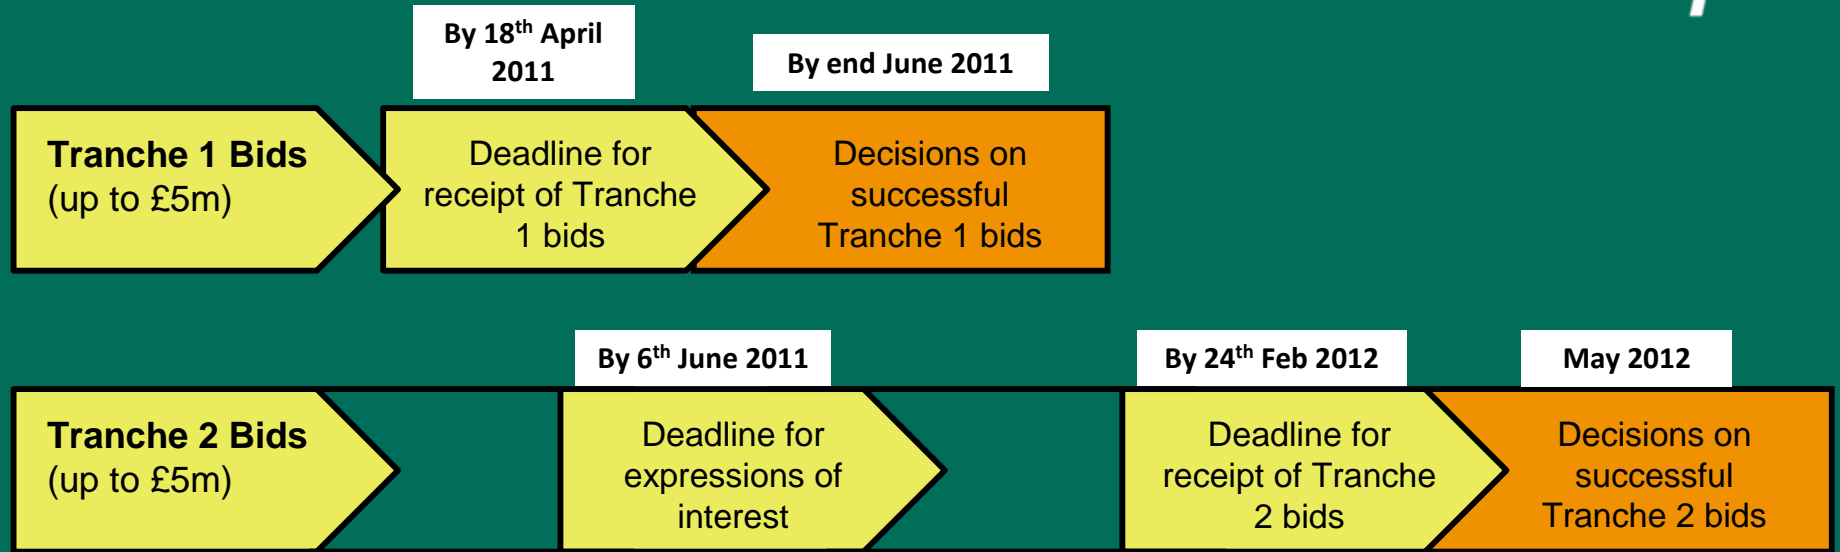 By 18th April
2011
By end June 2011
Tranche 1 Bids
(up to £5m)
Deadline for
receipt of Tranche
1 bids
Decisions on
successful
Tranche 1 bids
By 6th June 2011
By 24th Feb 2012
May 2012
Tranche 2 Bids
(up to £5m)
Deadline for
expressions of
interest
Deadline for
receipt of Tranche
2 bids
Decisions on
successful
Tranche 2 bids